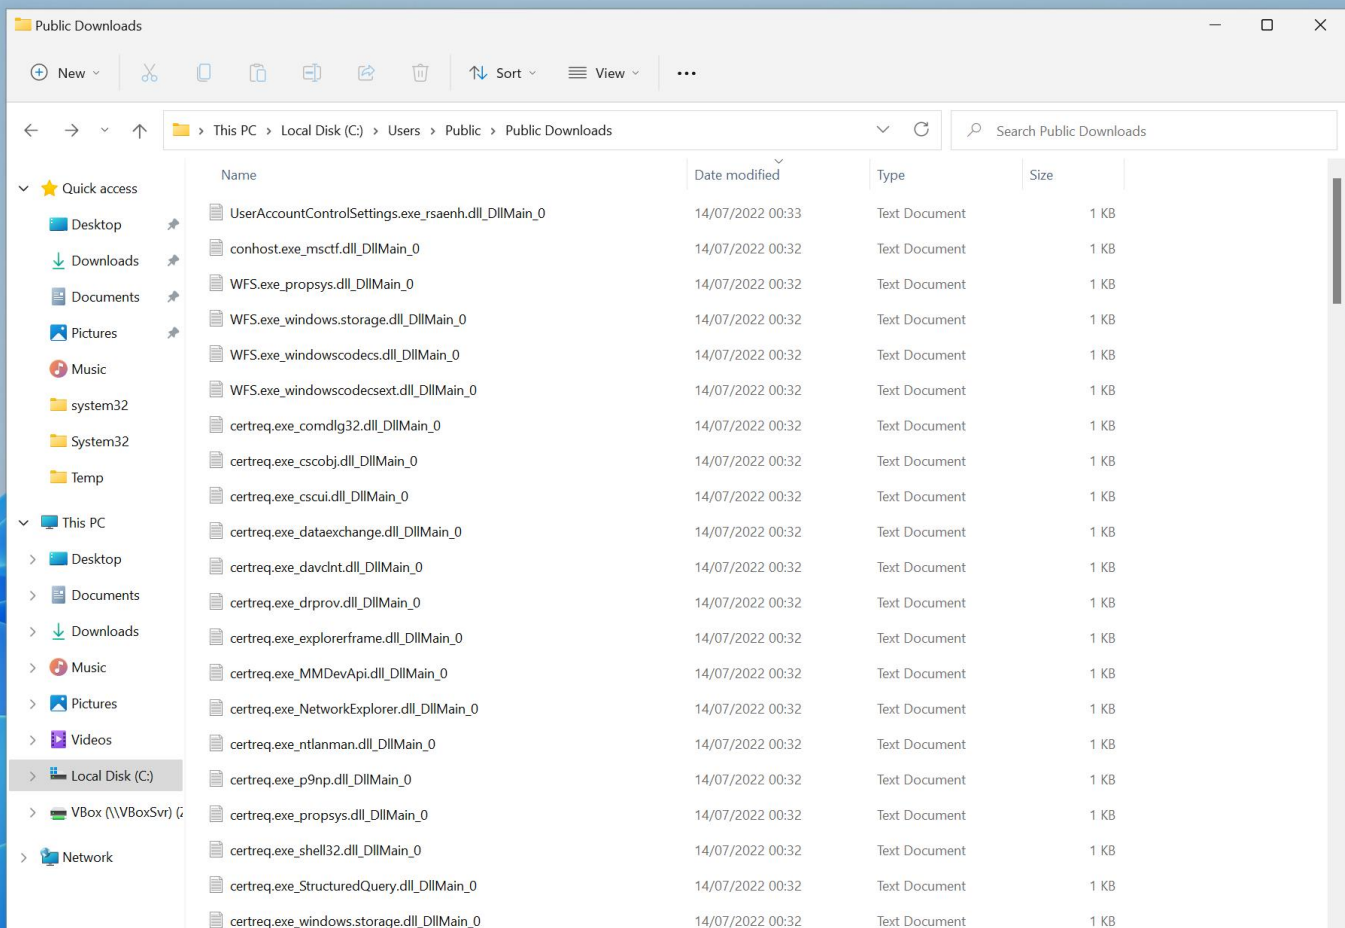 Public Downloads
New
Sort
View
This PC > Local Disk (C:) > Users > Public > Public Downloads
Search Public Downloads
Quick access
Desktop
Downloads
Documents
Pictures
Music
system32
System32
Temp
This PC
Desktop
Documents
Downloads
Music
Pictures
Videos
Local Disk (C:)
VBox (\\VBoxSvr) (Z
Network
Name Date modified Type Size
UserAccountControlSettings.exe_rsaenh.dll_DllMain_0 14/07/2022 00:33 Text Document 1 KB
conhost.exe_msctf.dll_DllMain_0 14/07/2022 00:32 Text Document 1 KB
WFS.exe_propsys.dll_DllMain_0 14/07/2022 00:32 Text Document 1 KB
WFS.exe_windows.storage.dll_DllMain_0 14/07/2022 00:32 Text Document 1 KB
WFS.exe_windowscodecs.dll_DllMain_0 14/07/2022 00:32 Text Document 1 KB
WFS.exe_windowscodecsext.dll_DllMain_0 14/07/2022 00:32 Text Document 1 KB
certreq.exe_comdlg32.dll_DllMain_0 14/07/2022 00:32 Text Document 1 KB
certreq.exe_cscobj.dll_DllMain_0 14/07/2022 00:32 Text Document 1 KB
certreq.exe_cscui.dll_DllMain_0 14/07/2022 00:32 Text Document 1 KB
certreq.exe_dataexchange.dll_DllMain_0 14/07/2022 00:32 Text Document 1 KB
certreq.exe_davclnt.dll_DllMain_0 14/07/2022 00:32 Text Document 1 KB
certreq.exe_drprov.dll_DllMain_0 14/07/2022 00:32 Text Document 1 KB
certreq.exe_explorerframe.dll_DllMain_0 14/07/2022 00:32 Text Document 1 KB
certreq.exe_MMDevApi.dll_DllMain_0 14/07/2022 00:32 Text Document 1 KB
certreq.exe_NetworkExplorer.dll_DllMain_0 14/07/2022 00:32 Text Document 1 KB
certreq.exe_ntlanman.dll_DllMain_0 14/07/2022 00:32 Text Document 1 KB
certreq.exe_p9np.dll_DllMain_0 14/07/2022 00:32 Text Document 1 KB
certreq.exe_propsys.dll_DllMain_0 14/07/2022 00:32 Text Document 1 KB
certreq.exe_shell32.dll_DllMain_0 14/07/2022 00:32 Text Document 1 KB
certreq.exe_StructuredQuery.dll_DllMain_0 14/07/2022 00:32 Text Document 1 KB
certreq.exe_windows.storage.dll_DllMain_0 14/07/2022 00:32 Text Document 1 KB